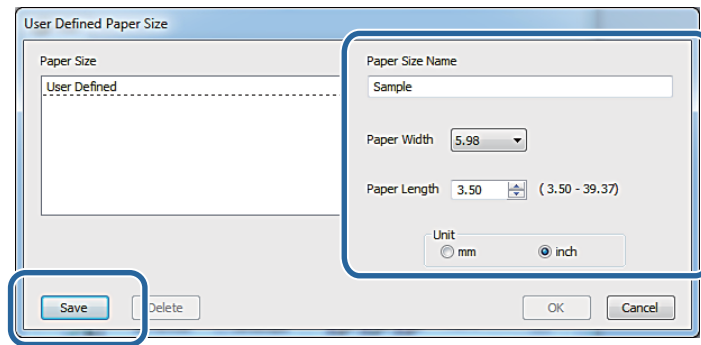 User Defined Paper Size
Paper Size
User Defined
Paper Size Name
Sample
Paper Width 5.98
Paper Length 3.50 ( 3.50 - 39.37)
Unit
mm inch
Save Delete OK Cancel